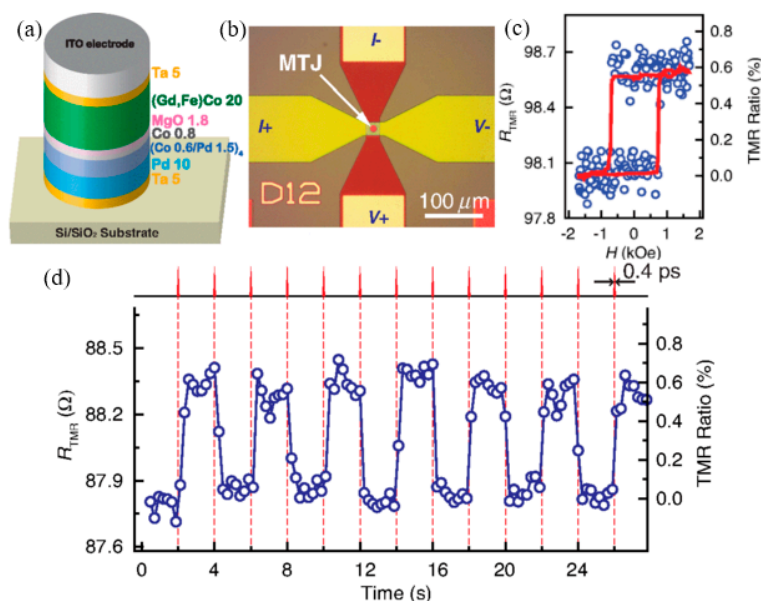 (a)
ITO electrode
Ta 5
(Gd,Fe)Co 20
MgO 1.8
Co 0.8
(Co 0.6/Pd 1.5)₄
Pd 10
Ta 5
Si/SiO₂ Substrate
(b)
I-
MTJ
I+
V-
D12
100 μm
V+
(c)
98.7
98.4
98.1
97.8
R_TMR (Ω)
0.8
0.6
0.4
0.2
0.0
TMR Ratio (%)
-2 -1 0 1 2
H (kOe)
(d)
0.4 ps
88.5
88.2
87.9
87.6
R_TMR (Ω)
0.8
0.6
0.4
0.2
0.0
TMR Ratio (%)
0 4 8 12 16 20 24
Time (s)